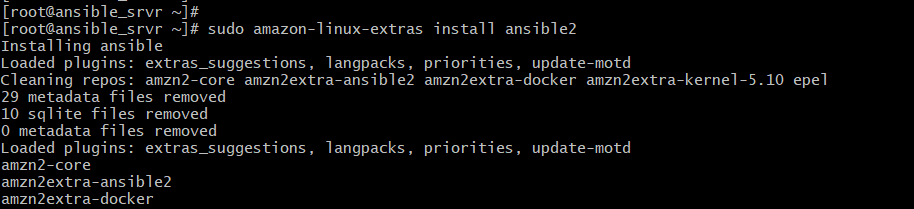 [root@ansible_srvr ~]#
[root@ansible_srvr ~]# sudo amazon-linux-extras install ansible2
Installing ansible
Loaded plugins: extras_suggestions, langpacks, priorities, update-motd
Cleaning repos: amzn2-core amzn2extra-ansible2 amzn2extra-docker amzn2extra-kernel-5.10 epel
29 metadata files removed
10 sqlite files removed
0 metadata files removed
Loaded plugins: extras_suggestions, langpacks, priorities, update-motd
amzn2-core
amzn2extra-ansible2
amzn2extra-docker